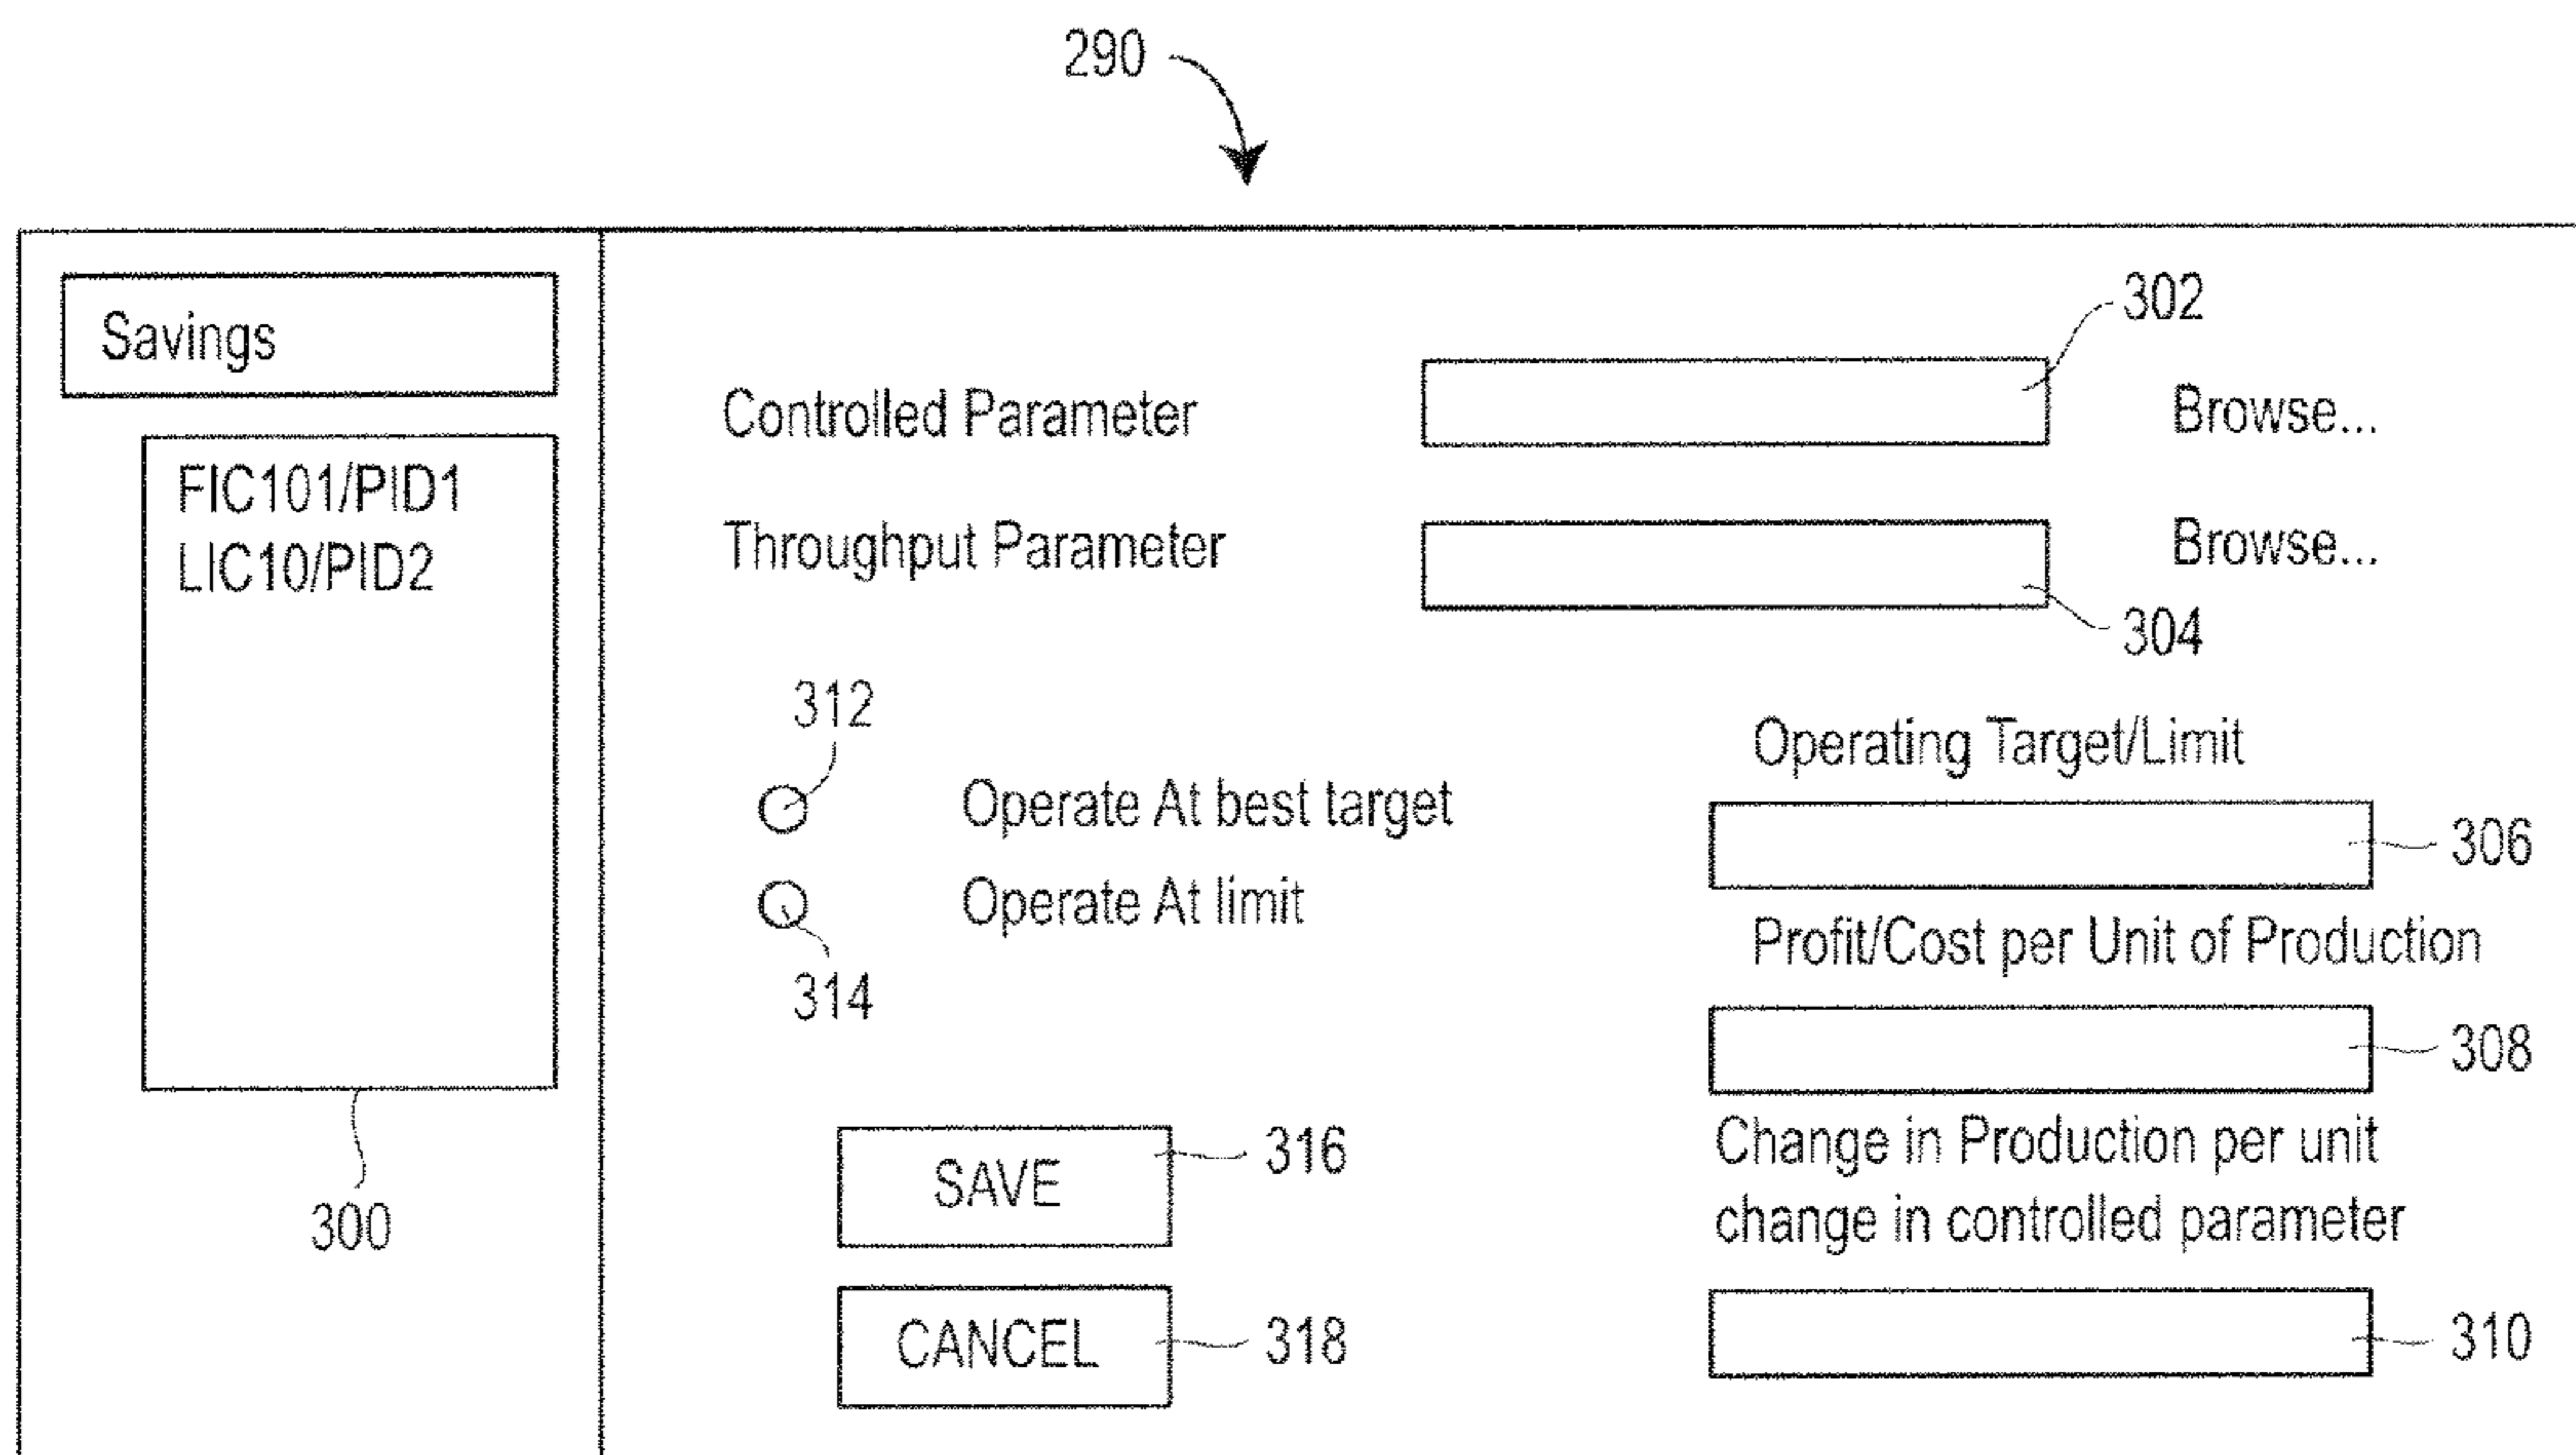 290
Savings
FIC101/PID1
LIC10/PID2
300
302
Controlled Parameter
Browse...
Throughput Parameter
Browse...
304
312
Operate At best target
Operate At limit
314
Operating Target/Limit
306
Profit/Cost per Unit of Production
308
Change in Production per unit
change in controlled parameter
310
SAVE
316
CANCEL
318